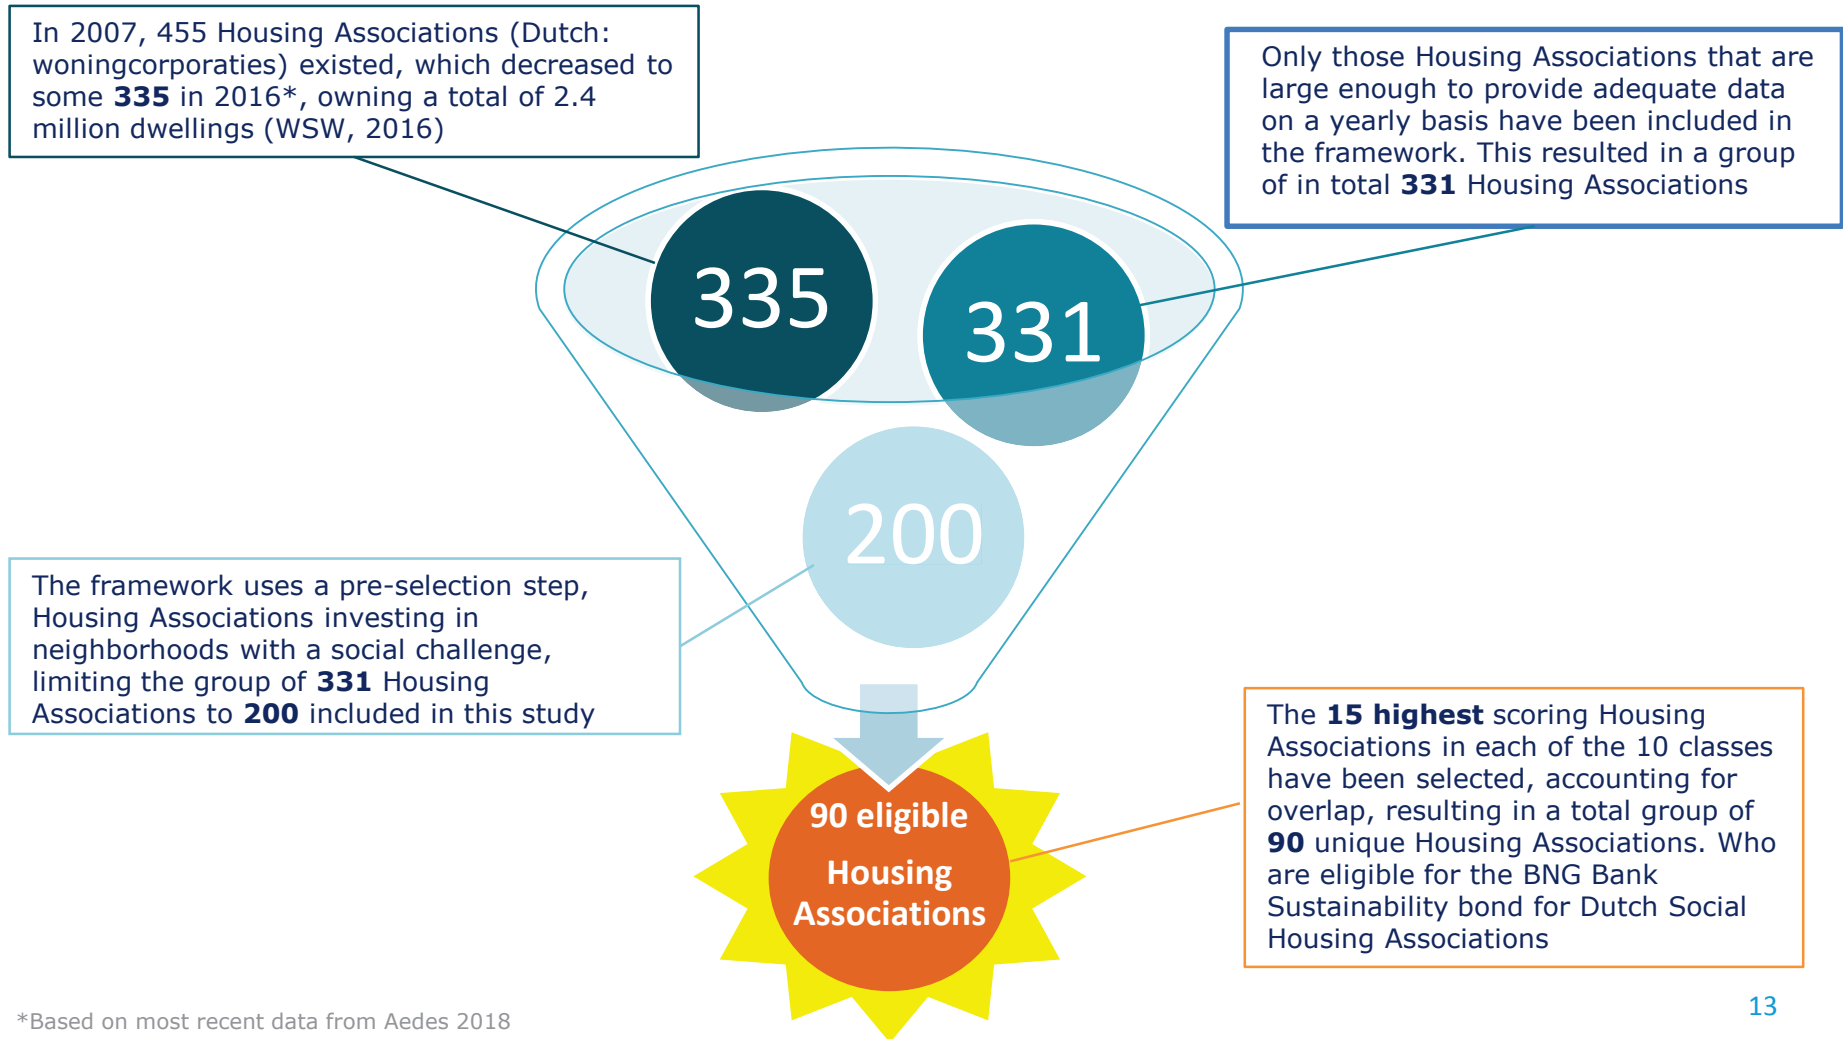 In 2007, 455 Housing Associations (Dutch:
woningcorporaties) existed, which decreased to
some 335 in 2016*, owning a total of 2.4
million dwellings (WSW, 2016)
Only those Housing Associations that are
large enough to provide adequate data
on a yearly basis have been included in
the framework. This resulted in a group
of in total 331 Housing Associations
335
331
200
The framework uses a pre-selection step,
Housing Associations investing in
neighborhoods with a social challenge,
limiting the group of 331 Housing
Associations to 200 included in this study
90 eligible
Housing
Associations
The 15 highest scoring Housing
Associations in each of the 10 classes
have been selected, accounting for
overlap, resulting in a total group of
90 unique Housing Associations. Who
are eligible for the BNG Bank
Sustainability bond for Dutch Social
Housing Associations
*Based on most recent data from Aedes 2018
13